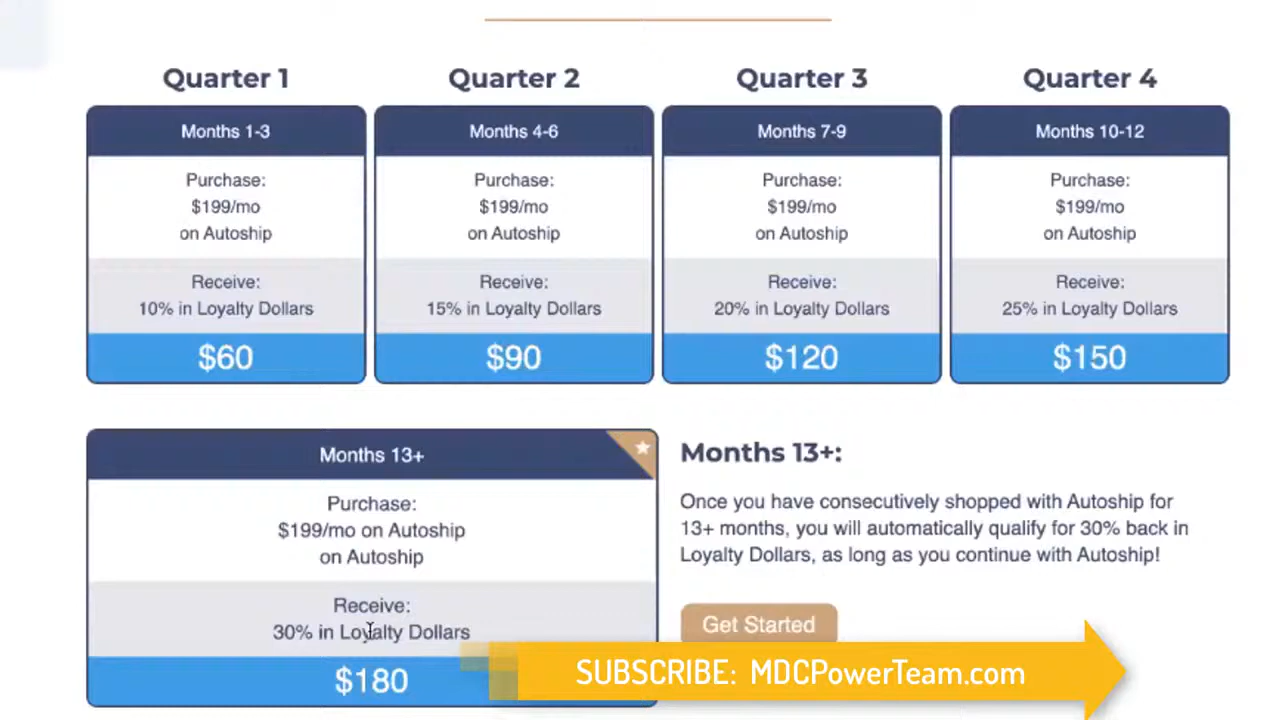 Quarter 1
Months 1-3
Purchase:
$199/mo
on Autoship
Receive:
10% in Loyalty Dollars
$60
Quarter 2
Months 4-6
Purchase:
$199/mo
on Autoship
Receive:
15% in Loyalty Dollars
$90
Quarter 3
Months 7-9
Purchase:
$199/mo
on Autoship
Receive:
20% in Loyalty Dollars
$120
Quarter 4
Months 10-12
Purchase:
$199/mo
on Autoship
Receive:
25% in Loyalty Dollars
$150
Months 13+
Purchase:
$199/mo on Autoship
on Autoship
Receive:
30% in Loyalty Dollars
$180
Months 13+:
Once you have consecutively shopped with Autoship for
13+ months, you will automatically qualify for 30% back in
Loyalty Dollars, as long as you continue with Autoship!
Get Started
SUBSCRIBE: MDCPowerTeam.com